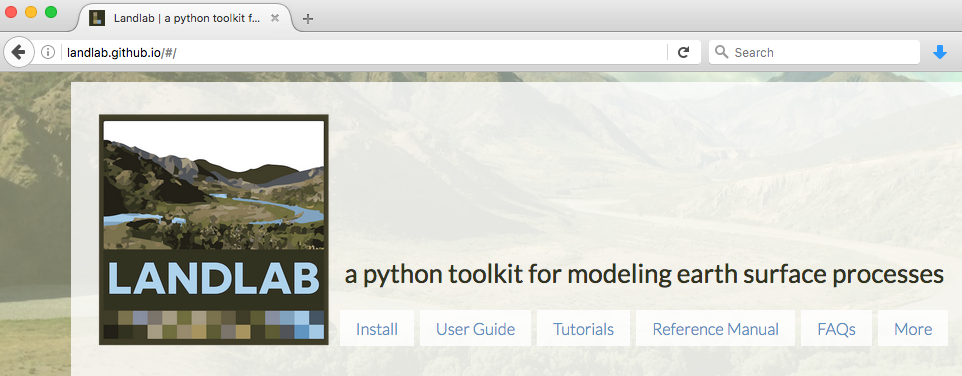 Landlab | a python toolkit f...
landlab.github.io/#/
Search
LANDLAB
a python toolkit for modeling earth surface processes
Install
User Guide
Tutorials
Reference Manual
FAQs
More